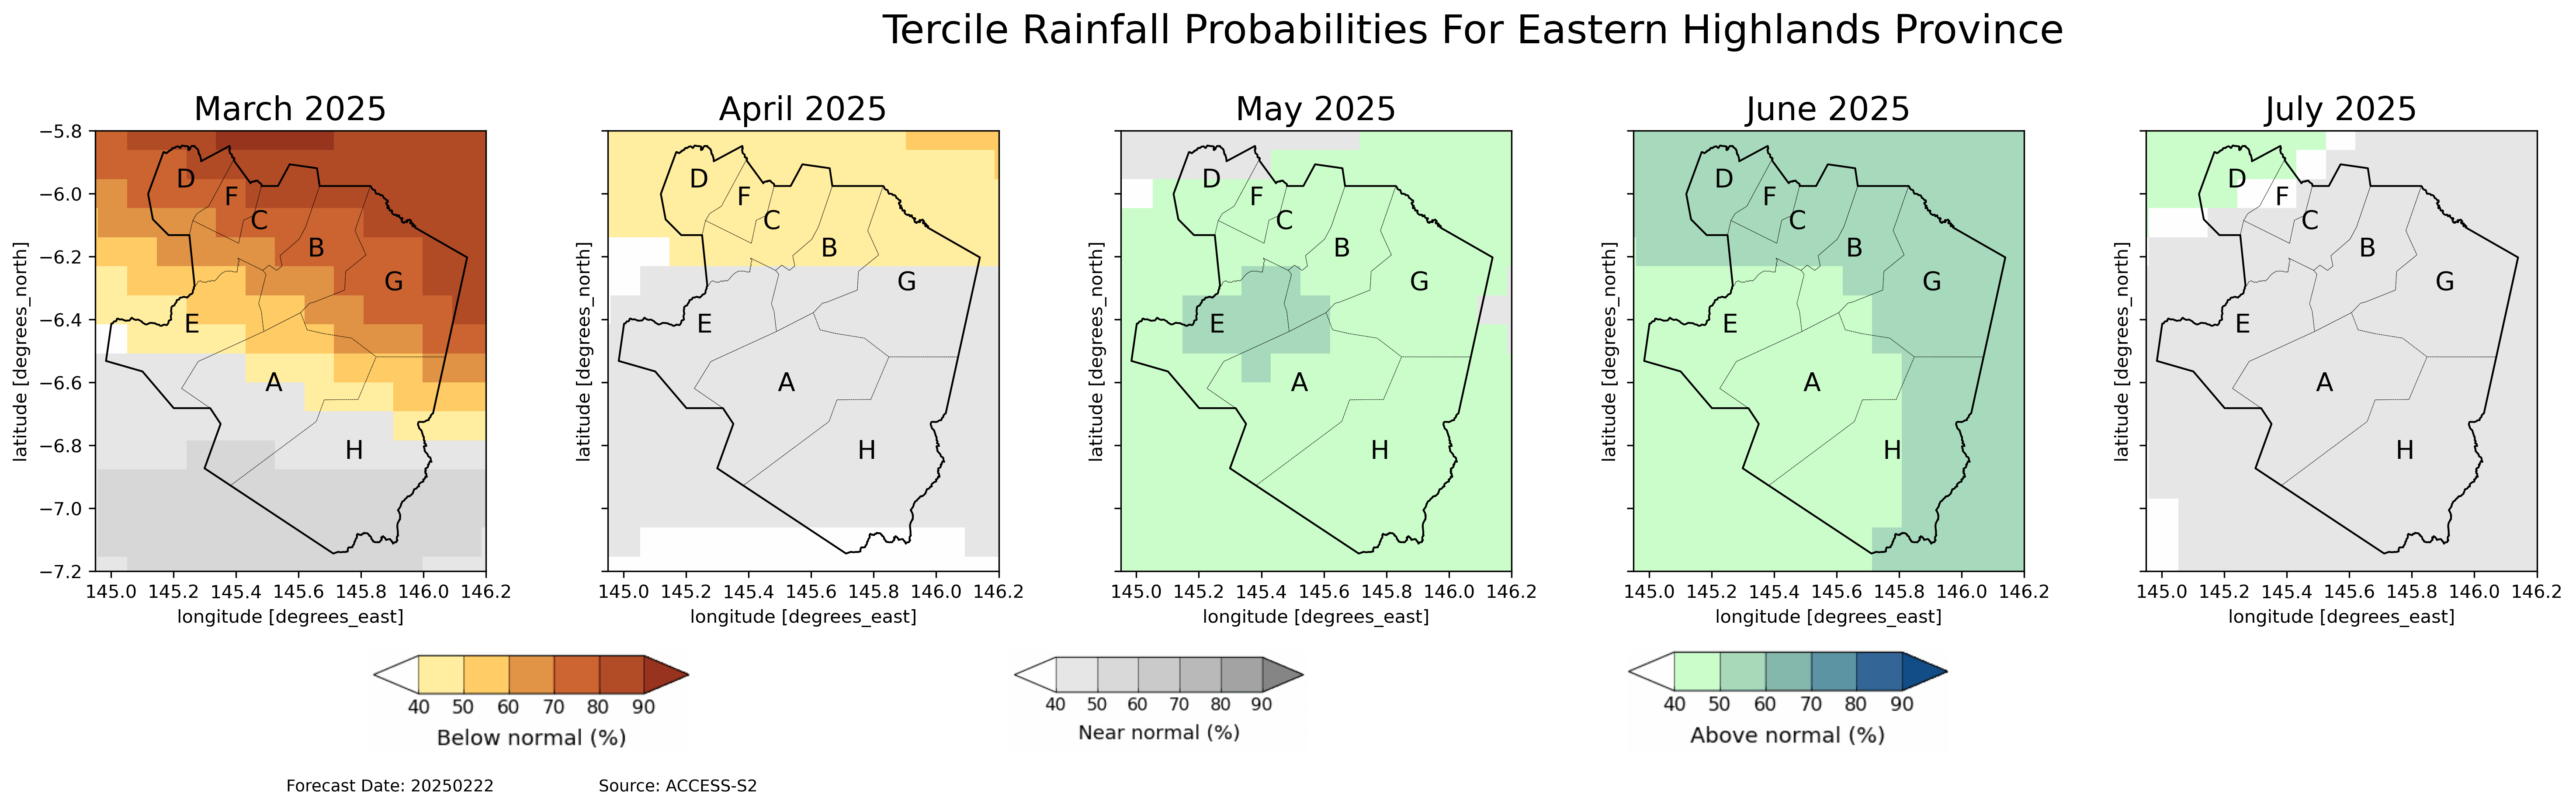 Tercile Rainfall Probabilities For Eastern Highlands Province
March 2025
April 2025
May 2025
June 2025
July 2025
−5.8
−6.0
−6.2
−6.4
−6.6
−6.8
−7.0
−7.2
latitude [degrees_north]
D
F
C
B
G
E
A
H
145.0 145.2 145.4 145.6 145.8 146.0 146.2
longitude [degrees_east]
latitude [degrees_north]
D
F
C
B
G
E
A
H
145.0 145.2 145.4 145.6 145.8 146.0 146.2
longitude [degrees_east]
latitude [degrees_north]
D
F
C
B
G
E
A
H
145.0 145.2 145.4 145.6 145.8 146.0 146.2
longitude [degrees_east]
latitude [degrees_north]
D
F
C
B
G
E
A
H
145.0 145.2 145.4 145.6 145.8 146.0 146.2
longitude [degrees_east]
latitude [degrees_north]
D
F
C
B
G
E
A
H
145.0 145.2 145.4 145.6 145.8 146.0 146.2
longitude [degrees_east]
40 50 60 70 80 90
Below normal (%)
40 50 60 70 80 90
Near normal (%)
40 50 60 70 80 90
Above normal (%)
Forecast Date: 20250222
Source: ACCESS-S2